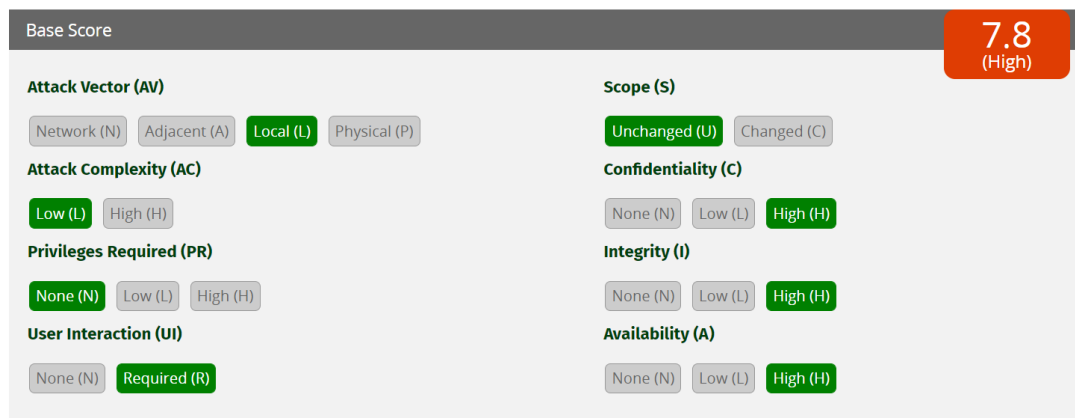 Base Score
7.8
(High)
Attack Vector (AV)
Network (N) Adjacent (A) Local (L) Physical (P)
Attack Complexity (AC)
Low (L) High (H)
Privileges Required (PR)
None (N) Low (L) High (H)
User Interaction (UI)
None (N) Required (R)
Scope (S)
Unchanged (U) Changed (C)
Confidentiality (C)
None (N) Low (L) High (H)
Integrity (I)
None (N) Low (L) High (H)
Availability (A)
None (N) Low (L) High (H)